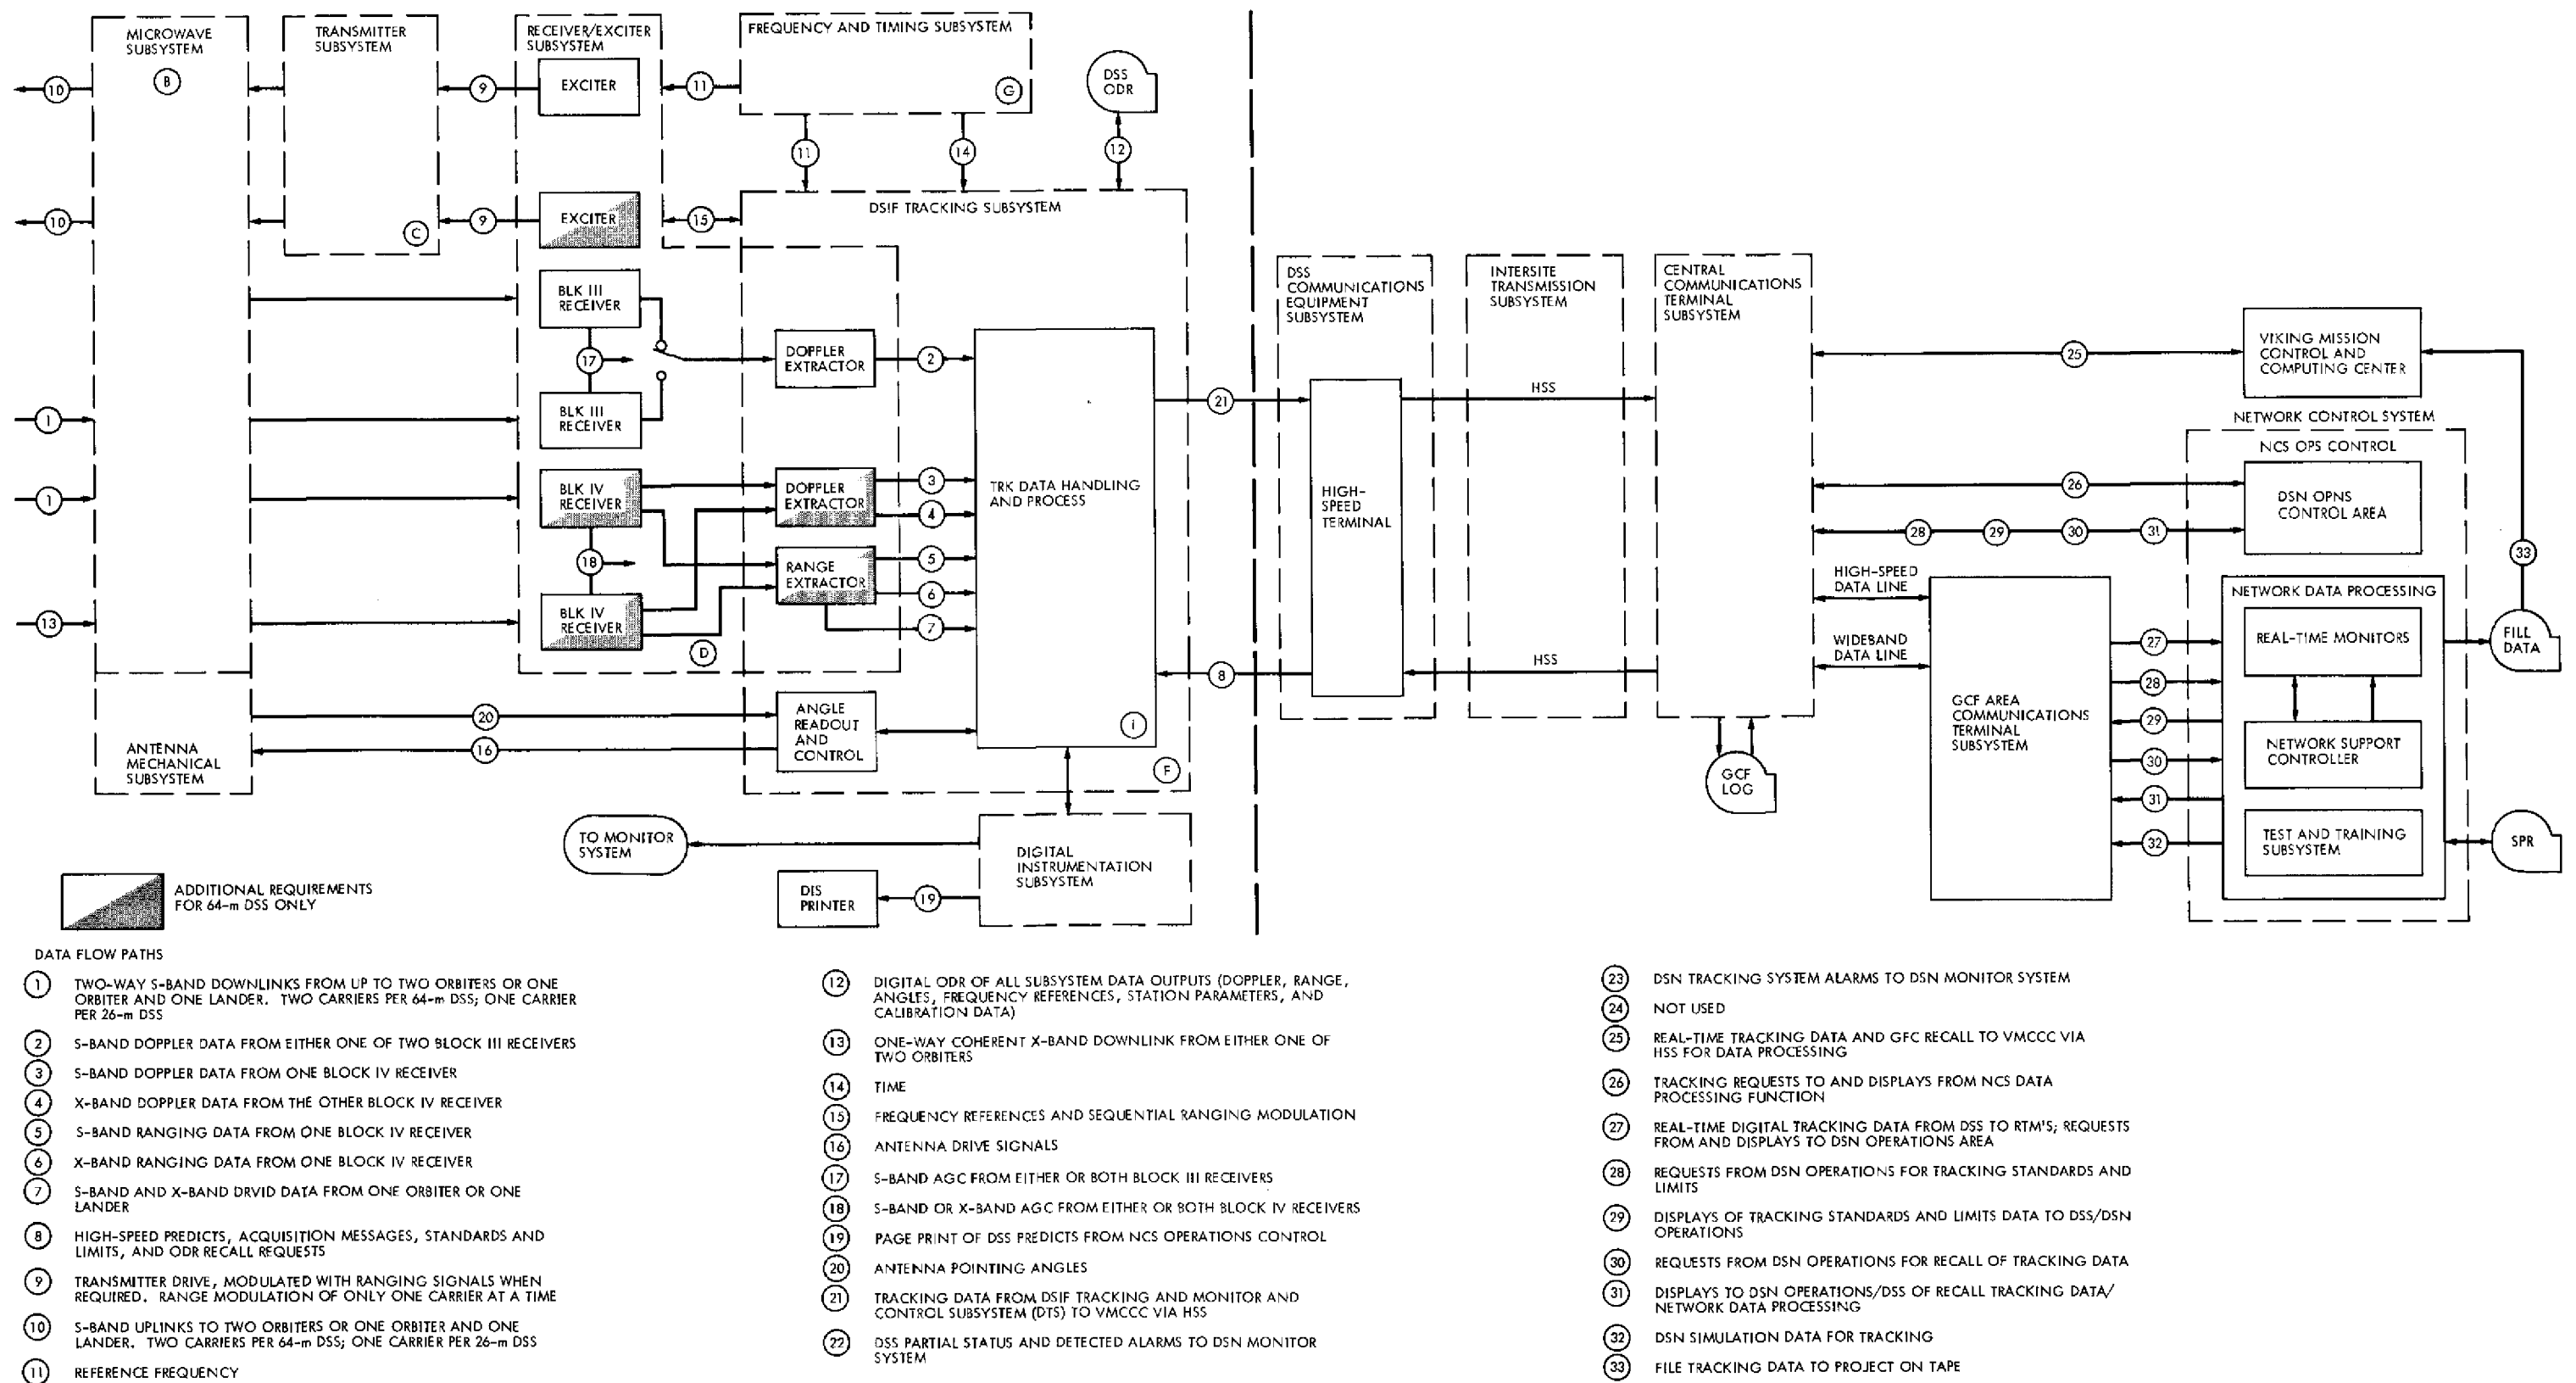 MICROWAVE
SUBSYSTEM
B
TRANSMITTER
SUBSYSTEM
C
RECEIVER/EXCITER
SUBSYSTEM
EXCITER
EXCITER
FREQUENCY AND TIMING SUBSYSTEM
G
DSS
ODR
10
9
11
11
14
12
10
9
15
DSIF TRACKING SUBSYSTEM
BLK III
RECEIVER
17
BLK III
RECEIVER
DOPPLER
EXTRACTOR
2
1
1
BLK IV
RECEIVER
18
BLK IV
RECEIVER
D
DOPPLER
EXTRACTOR
3
4
RANGE
EXTRACTOR
5
6
7
13
TRK DATA HANDLING
AND PROCESS
I
F
ANTENNA
MECHANICAL
SUBSYSTEM
20
16
ANGLE
READOUT
AND
CONTROL
21
8
TO MONITOR
SYSTEM
DIGITAL
INSTRUMENTATION
SUBSYSTEM
DIS
PRINTER
19
DSS
COMMUNICATIONS
EQUIPMENT
SUBSYSTEM
HIGH-
SPEED
TERMINAL
INTERSITE
TRANSMISSION
SUBSYSTEM
HSS
HSS
CENTRAL
COMMUNICATIONS
TERMINAL
SUBSYSTEM
GCF
LOG
25
VIKING MISSION
CONTROL AND
COMPUTING CENTER
NETWORK CONTROL SYSTEM
NCS OPS CONTROL
26
DSN OPNS
CONTROL AREA
28
29
30
31
33
HIGH-SPEED
DATA LINE
WIDEBAND
DATA LINE
GCF AREA
COMMUNICATIONS
TERMINAL
SUBSYSTEM
27
28
29
30
31
32
NETWORK DATA PROCESSING
REAL-TIME MONITORS
NETWORK SUPPORT
CONTROLLER
TEST AND TRAINING
SUBSYSTEM
FILL
DATA
SPR
ADDITIONAL REQUIREMENTS
FOR 64-m DSS ONLY
DATA FLOW PATHS
1 TWO-WAY S-BAND DOWNLINKS FROM UP TO TWO ORBITERS OR ONE
ORBITER AND ONE LANDER. TWO CARRIERS PER 64-m DSS; ONE CARRIER
PER 26-m DSS
2 S-BAND DOPPLER DATA FROM EITHER ONE OF TWO BLOCK III RECEIVERS
3 S-BAND DOPPLER DATA FROM ONE BLOCK IV RECEIVER
4 X-BAND DOPPLER DATA FROM THE OTHER BLOCK IV RECEIVER
5 S-BAND RANGING DATA FROM ONE BLOCK IV RECEIVER
6 X-BAND RANGING DATA FROM ONE BLOCK IV RECEIVER
7 S-BAND AND X-BAND DRVID DATA FROM ONE ORBITER OR ONE
LANDER
8 HIGH-SPEED PREDICTS, ACQUISITION MESSAGES, STANDARDS AND
LIMITS, AND ODR RECALL REQUESTS
9 TRANSMITTER DRIVE, MODULATED WITH RANGING SIGNALS WHEN
REQUIRED. RANGE MODULATION OF ONLY ONE CARRIER AT A TIME
10 S-BAND UPLINKS TO TWO ORBITERS OR ONE ORBITER AND ONE
LANDER. TWO CARRIERS PER 64-m DSS; ONE CARRIER PER 26-m DSS
11 REFERENCE FREQUENCY
12 DIGITAL ODR OF ALL SUBSYSTEM DATA OUTPUTS (DOPPLER, RANGE,
ANGLES, FREQUENCY REFERENCES, STATION PARAMETERS, AND
CALIBRATION DATA)
13 ONE-WAY COHERENT X-BAND DOWNLINK FROM EITHER ONE OF
TWO ORBITERS
14 TIME
15 FREQUENCY REFERENCES AND SEQUENTIAL RANGING MODULATION
16 ANTENNA DRIVE SIGNALS
17 S-BAND AGC FROM EITHER OR BOTH BLOCK III RECEIVERS
18 S-BAND OR X-BAND AGC FROM EITHER OR BOTH BLOCK IV RECEIVERS
19 PAGE PRINT OF DSS PREDICTS FROM NCS OPERATIONS CONTROL
20 ANTENNA POINTING ANGLES
21 TRACKING DATA FROM DSIF TRACKING AND MONITOR AND
CONTROL SUBSYSTEM (DTS) TO VMCCC VIA HSS
22 DSS PARTIAL STATUS AND DETECTED ALARMS TO DSN MONITOR
SYSTEM
23 DSN TRACKING SYSTEM ALARMS TO DSN MONITOR SYSTEM
24 NOT USED
25 REAL-TIME TRACKING DATA AND GFC RECALL TO VMCCC VIA
HSS FOR DATA PROCESSING
26 TRACKING REQUESTS TO AND DISPLAYS FROM NCS DATA
PROCESSING FUNCTION
27 REAL-TIME DIGITAL TRACKING DATA FROM DSS TO RTM'S; REQUESTS
FROM AND DISPLAYS TO DSN OPERATIONS AREA
28 REQUESTS FROM DSN OPERATIONS FOR TRACKING STANDARDS AND
LIMITS
29 DISPLAYS OF TRACKING STANDARDS AND LIMITS DATA TO DSS/DSN
OPERATIONS
30 REQUESTS FROM DSN OPERATIONS FOR RECALL OF TRACKING DATA
31 DISPLAYS TO DSN OPERATIONS/DSS OF RECALL TRACKING DATA/
NETWORK DATA PROCESSING
32 DSN SIMULATION DATA FOR TRACKING
33 FILE TRACKING DATA TO PROJECT ON TAPE